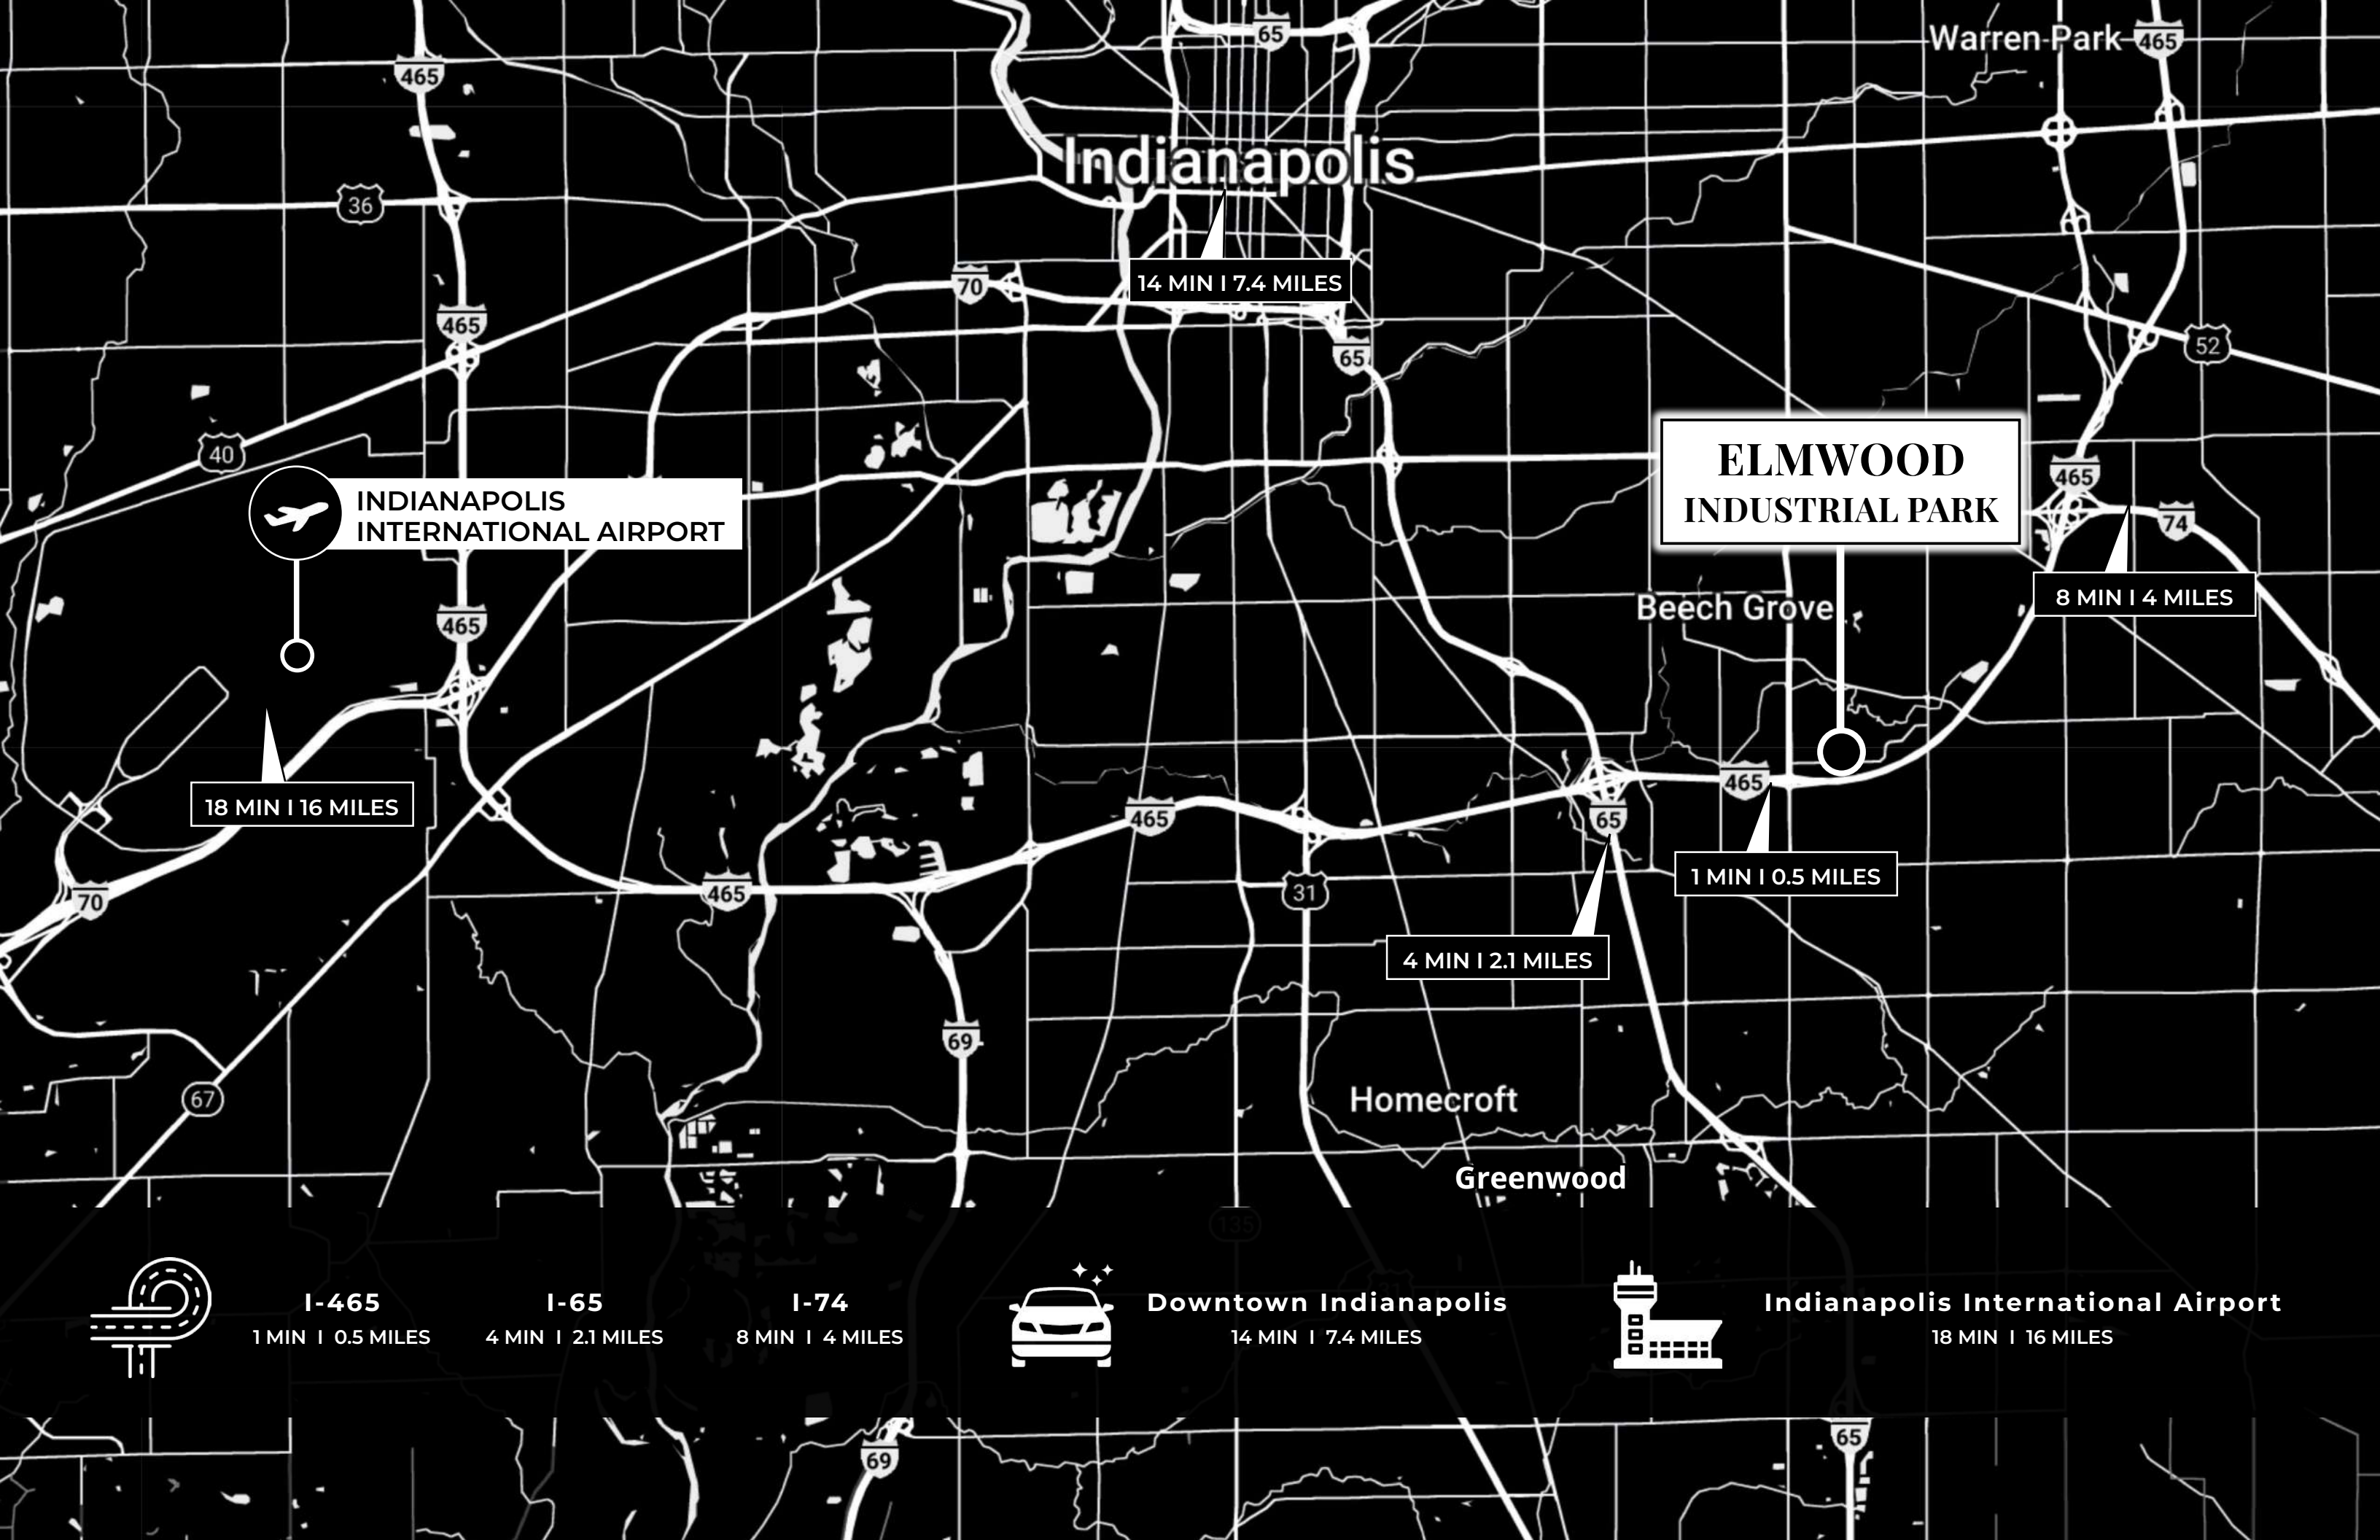 65
Warren Park
465
465
Indianapolis
36
14 MIN I 7.4 MILES
70
465
65
52
40
ELMWOOD
INDUSTRIAL PARK
465
74
INDIANAPOLIS
INTERNATIONAL AIRPORT
8 MIN I 4 MILES
Beech Grove
465
465
18 MIN I 16 MILES
465
65
1 MIN I 0.5 MILES
70
465
31
4 MIN I 2.1 MILES
69
67
Homecroft
Greenwood
135
31
I-465
1 MIN I 0.5 MILES
I-65
4 MIN I 2.1 MILES
I-74
8 MIN I 4 MILES
Downtown Indianapolis
14 MIN I 7.4 MILES
Indianapolis International Airport
18 MIN I 16 MILES
69
65